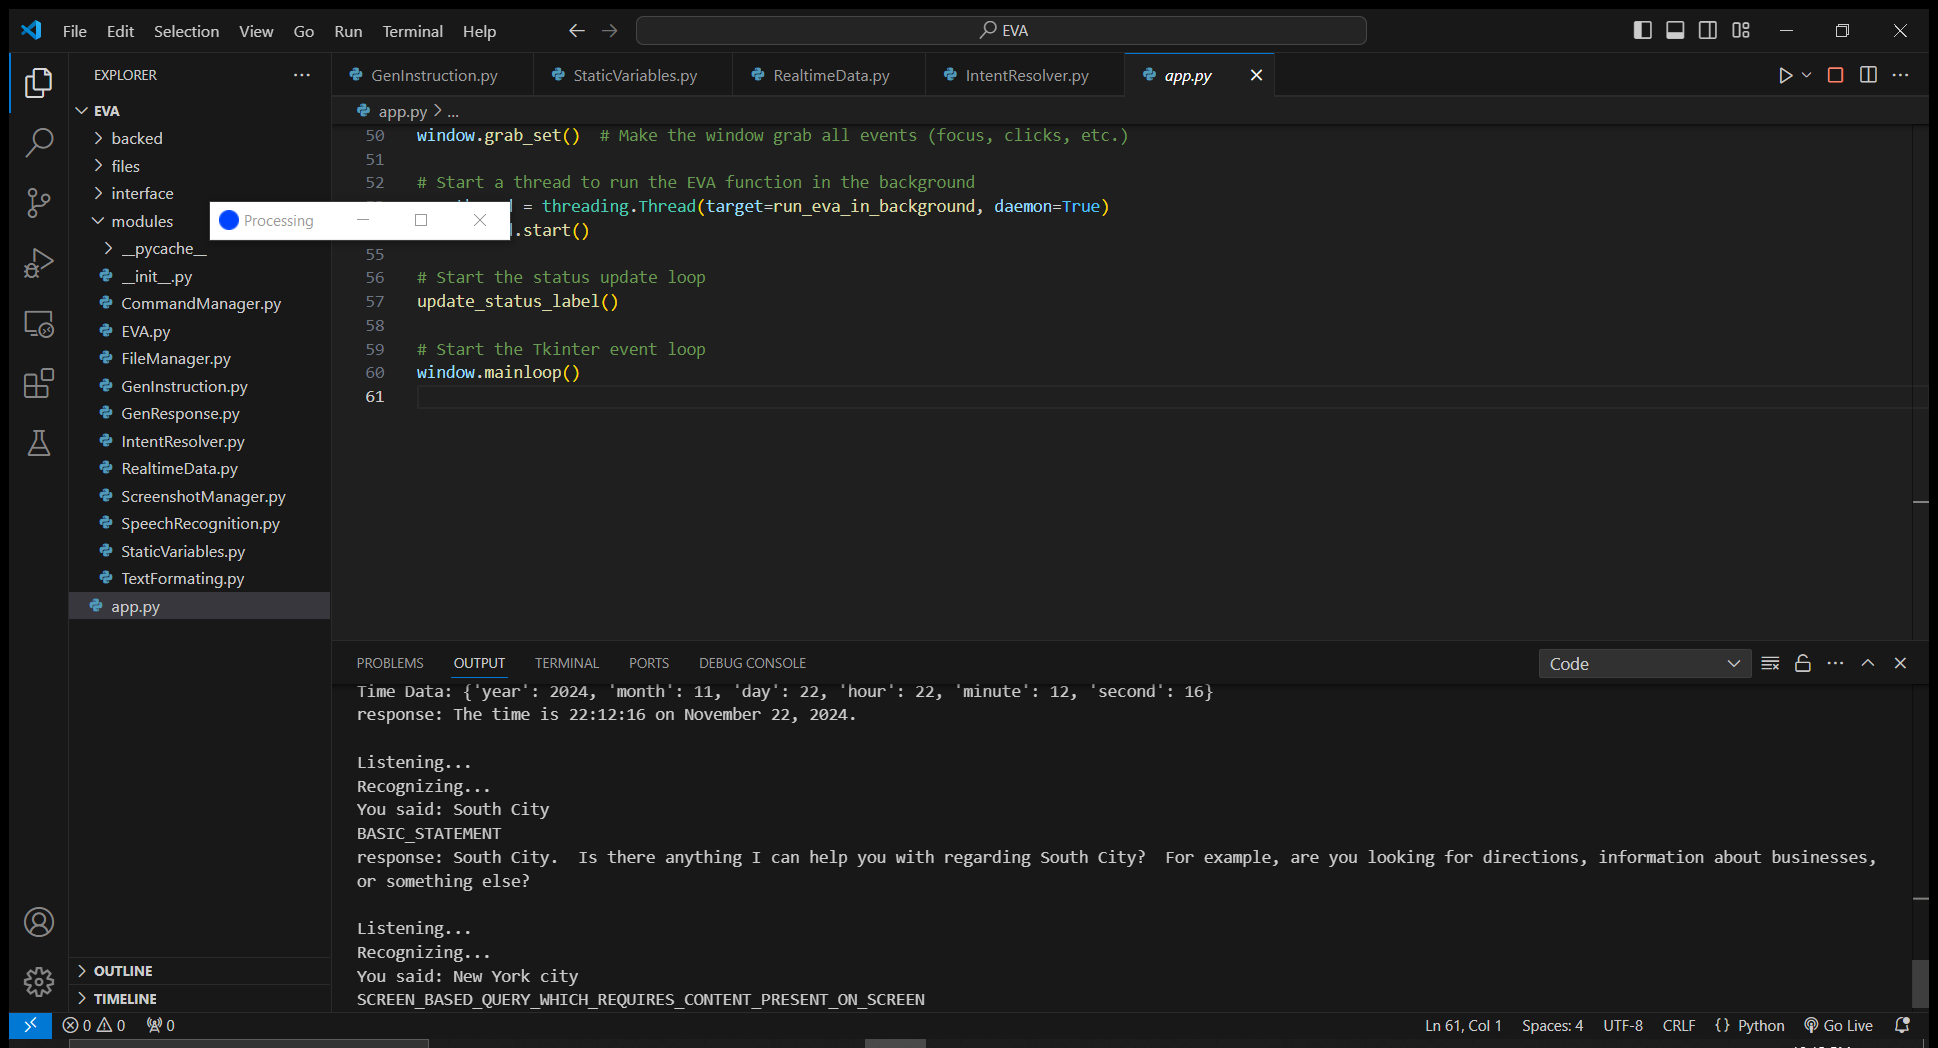 File Edit Selection View Go Run Terminal Help
EVA
EXPLORER
EVA
backed
files
interface
modules
__pycache__
__init__.py
CommandManager.py
EVA.py
FileManager.py
GenInstruction.py
GenResponse.py
IntentResolver.py
RealtimeData.py
ScreenshotManager.py
SpeechRecognition.py
StaticVariables.py
TextFormating.py
app.py
OUTLINE
TIMELINE
Processing
GenInstruction.py StaticVariables.py RealtimeData.py IntentResolver.py app.py
app.py > ...
50 window.grab_set()  # Make the window grab all events (focus, clicks, etc.)
51
52 # Start a thread to run the EVA function in the background
= threading.Thread(target=run_eva_in_background, daemon=True)
.start()
55
56 # Start the status update loop
57 update_status_label()
58
59 # Start the Tkinter event loop
60 window.mainloop()
61
PROBLEMS OUTPUT TERMINAL PORTS DEBUG CONSOLE
Code
Time Data: {'year': 2024, 'month': 11, 'day': 22, 'hour': 22, 'minute': 12, 'second': 16}
response: The time is 22:12:16 on November 22, 2024.
Listening...
Recognizing...
You said: South City
BASIC_STATEMENT
response: South City.  Is there anything I can help you with regarding South City?  For example, are you looking for directions, information about businesses,
or something else?
Listening...
Recognizing...
You said: New York city
SCREEN_BASED_QUERY_WHICH_REQUIRES_CONTENT_PRESENT_ON_SCREEN
0 0 0
Ln 61, Col 1 Spaces: 4 UTF-8 CRLF {} Python Go Live